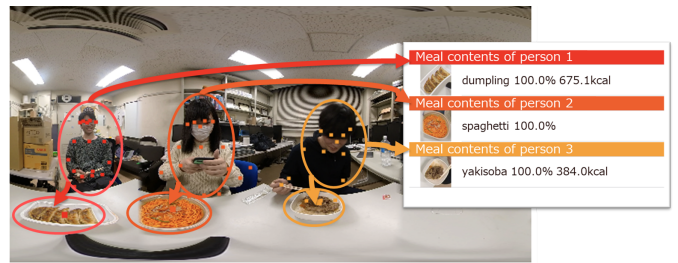 Meal contents of person 1
dumpling 100.0% 675.1kcal
Meal contents of person 2
spaghetti 100.0%
Meal contents of person 3
yakisoba 100.0% 384.0kcal